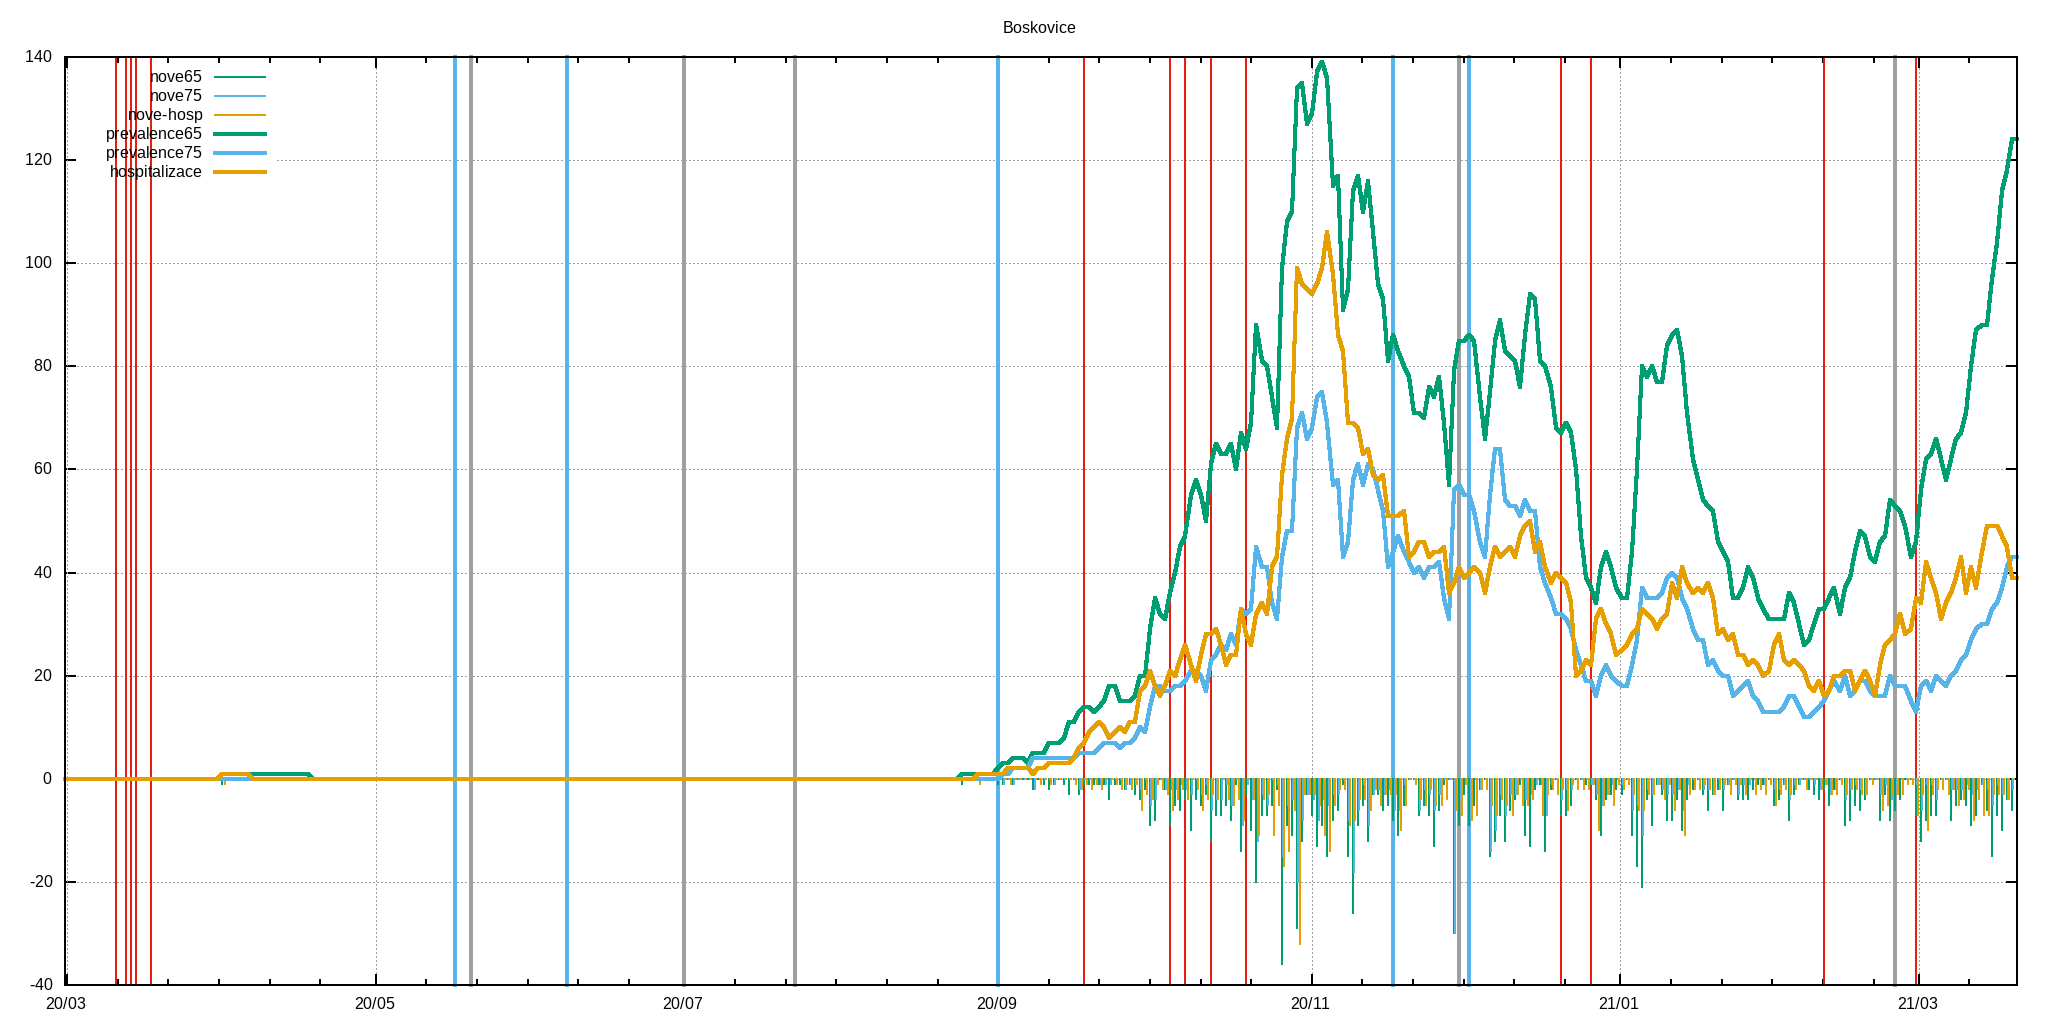 Boskovice
140
120
100
80
60
40
20
0
-20
-40
nove65
nove75
nove-hosp
prevalence65
prevalence75
hospitalizace
20/03 20/05 20/07 20/09 20/11 21/01 21/03